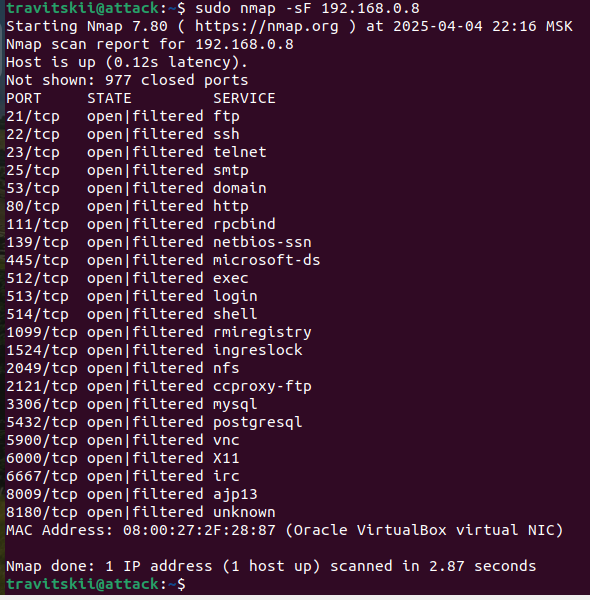 travitskii@attack:~$ sudo nmap -sF 192.168.0.8
Starting Nmap 7.80 ( https://nmap.org ) at 2025-04-04 22:16 MSK
Nmap scan report for 192.168.0.8
Host is up (0.12s latency).
Not shown: 977 closed ports
PORT     STATE         SERVICE
21/tcp   open|filtered ftp
22/tcp   open|filtered ssh
23/tcp   open|filtered telnet
25/tcp   open|filtered smtp
53/tcp   open|filtered domain
80/tcp   open|filtered http
111/tcp  open|filtered rpcbind
139/tcp  open|filtered netbios-ssn
445/tcp  open|filtered microsoft-ds
512/tcp  open|filtered exec
513/tcp  open|filtered login
514/tcp  open|filtered shell
1099/tcp open|filtered rmiregistry
1524/tcp open|filtered ingreslock
2049/tcp open|filtered nfs
2121/tcp open|filtered ccproxy-ftp
3306/tcp open|filtered mysql
5432/tcp open|filtered postgresql
5900/tcp open|filtered vnc
6000/tcp open|filtered X11
6667/tcp open|filtered irc
8009/tcp open|filtered ajp13
8180/tcp open|filtered unknown
MAC Address: 08:00:27:2F:28:87 (Oracle VirtualBox virtual NIC)

Nmap done: 1 IP address (1 host up) scanned in 2.87 seconds
travitskii@attack:~$